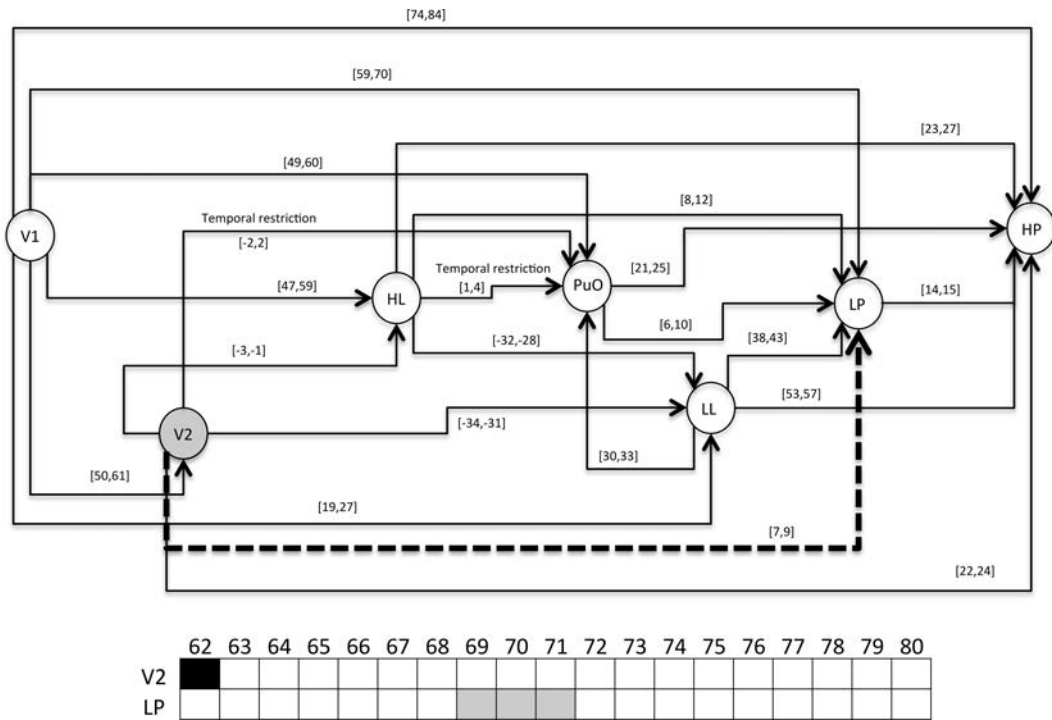 [74,84]
[59,70]
[23,27]
[49,60]
[8,12]
Temporal restriction
[-2,2]
V1
HP
Temporal restriction
[21,25]
[47,59]
HL
[1,4]
PuO
LP
[14,15]
[6,10]
[-32,-28]
[38,43]
[-3,-1]
[53,57]
LL
[-34,-31]
V2
[30,33]
[50,61]
[19,27]
[7,9]
[22,24]
62 63 64 65 66 67 68 69 70 71 72 73 74 75 76 77 78 79 80
V2
LP